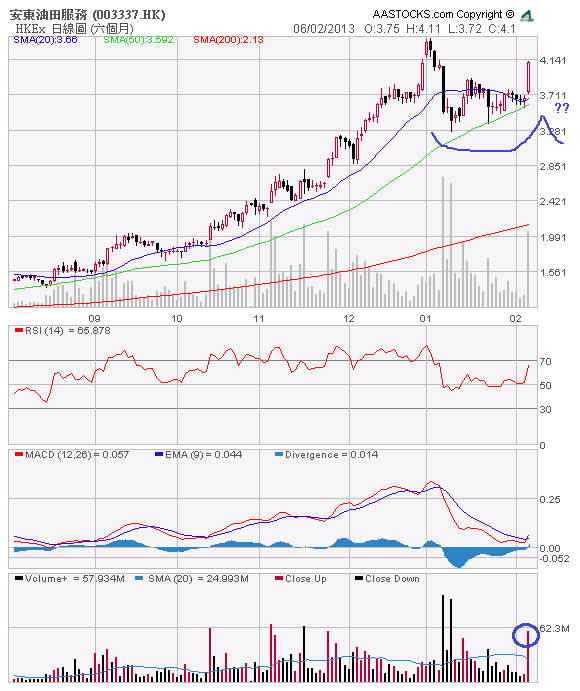 安東油田服務 (003337.HK)
AASTOCKS.com Copyright ©
HKEx 日線圖 (六個月)
06/02/2013 O:3.75 H:4.11 L:3.72 C:4.1
SMA(20):3.66 SMA(50):3.592 SMA(200):2.13
4.141
3.711
??
3.281
2.851
2.421
1.991
1.561
09 10 11 12 01 02
RSI (14) = 65.878
70
50
30
0
MACD (12,26) = 0.057 EMA (9) = 0.044 Divergence = 0.014
0.25
0.00
-0.052
Volume+ = 57.934M SMA (20) = 24.993M Close Up Close Down
62.3M